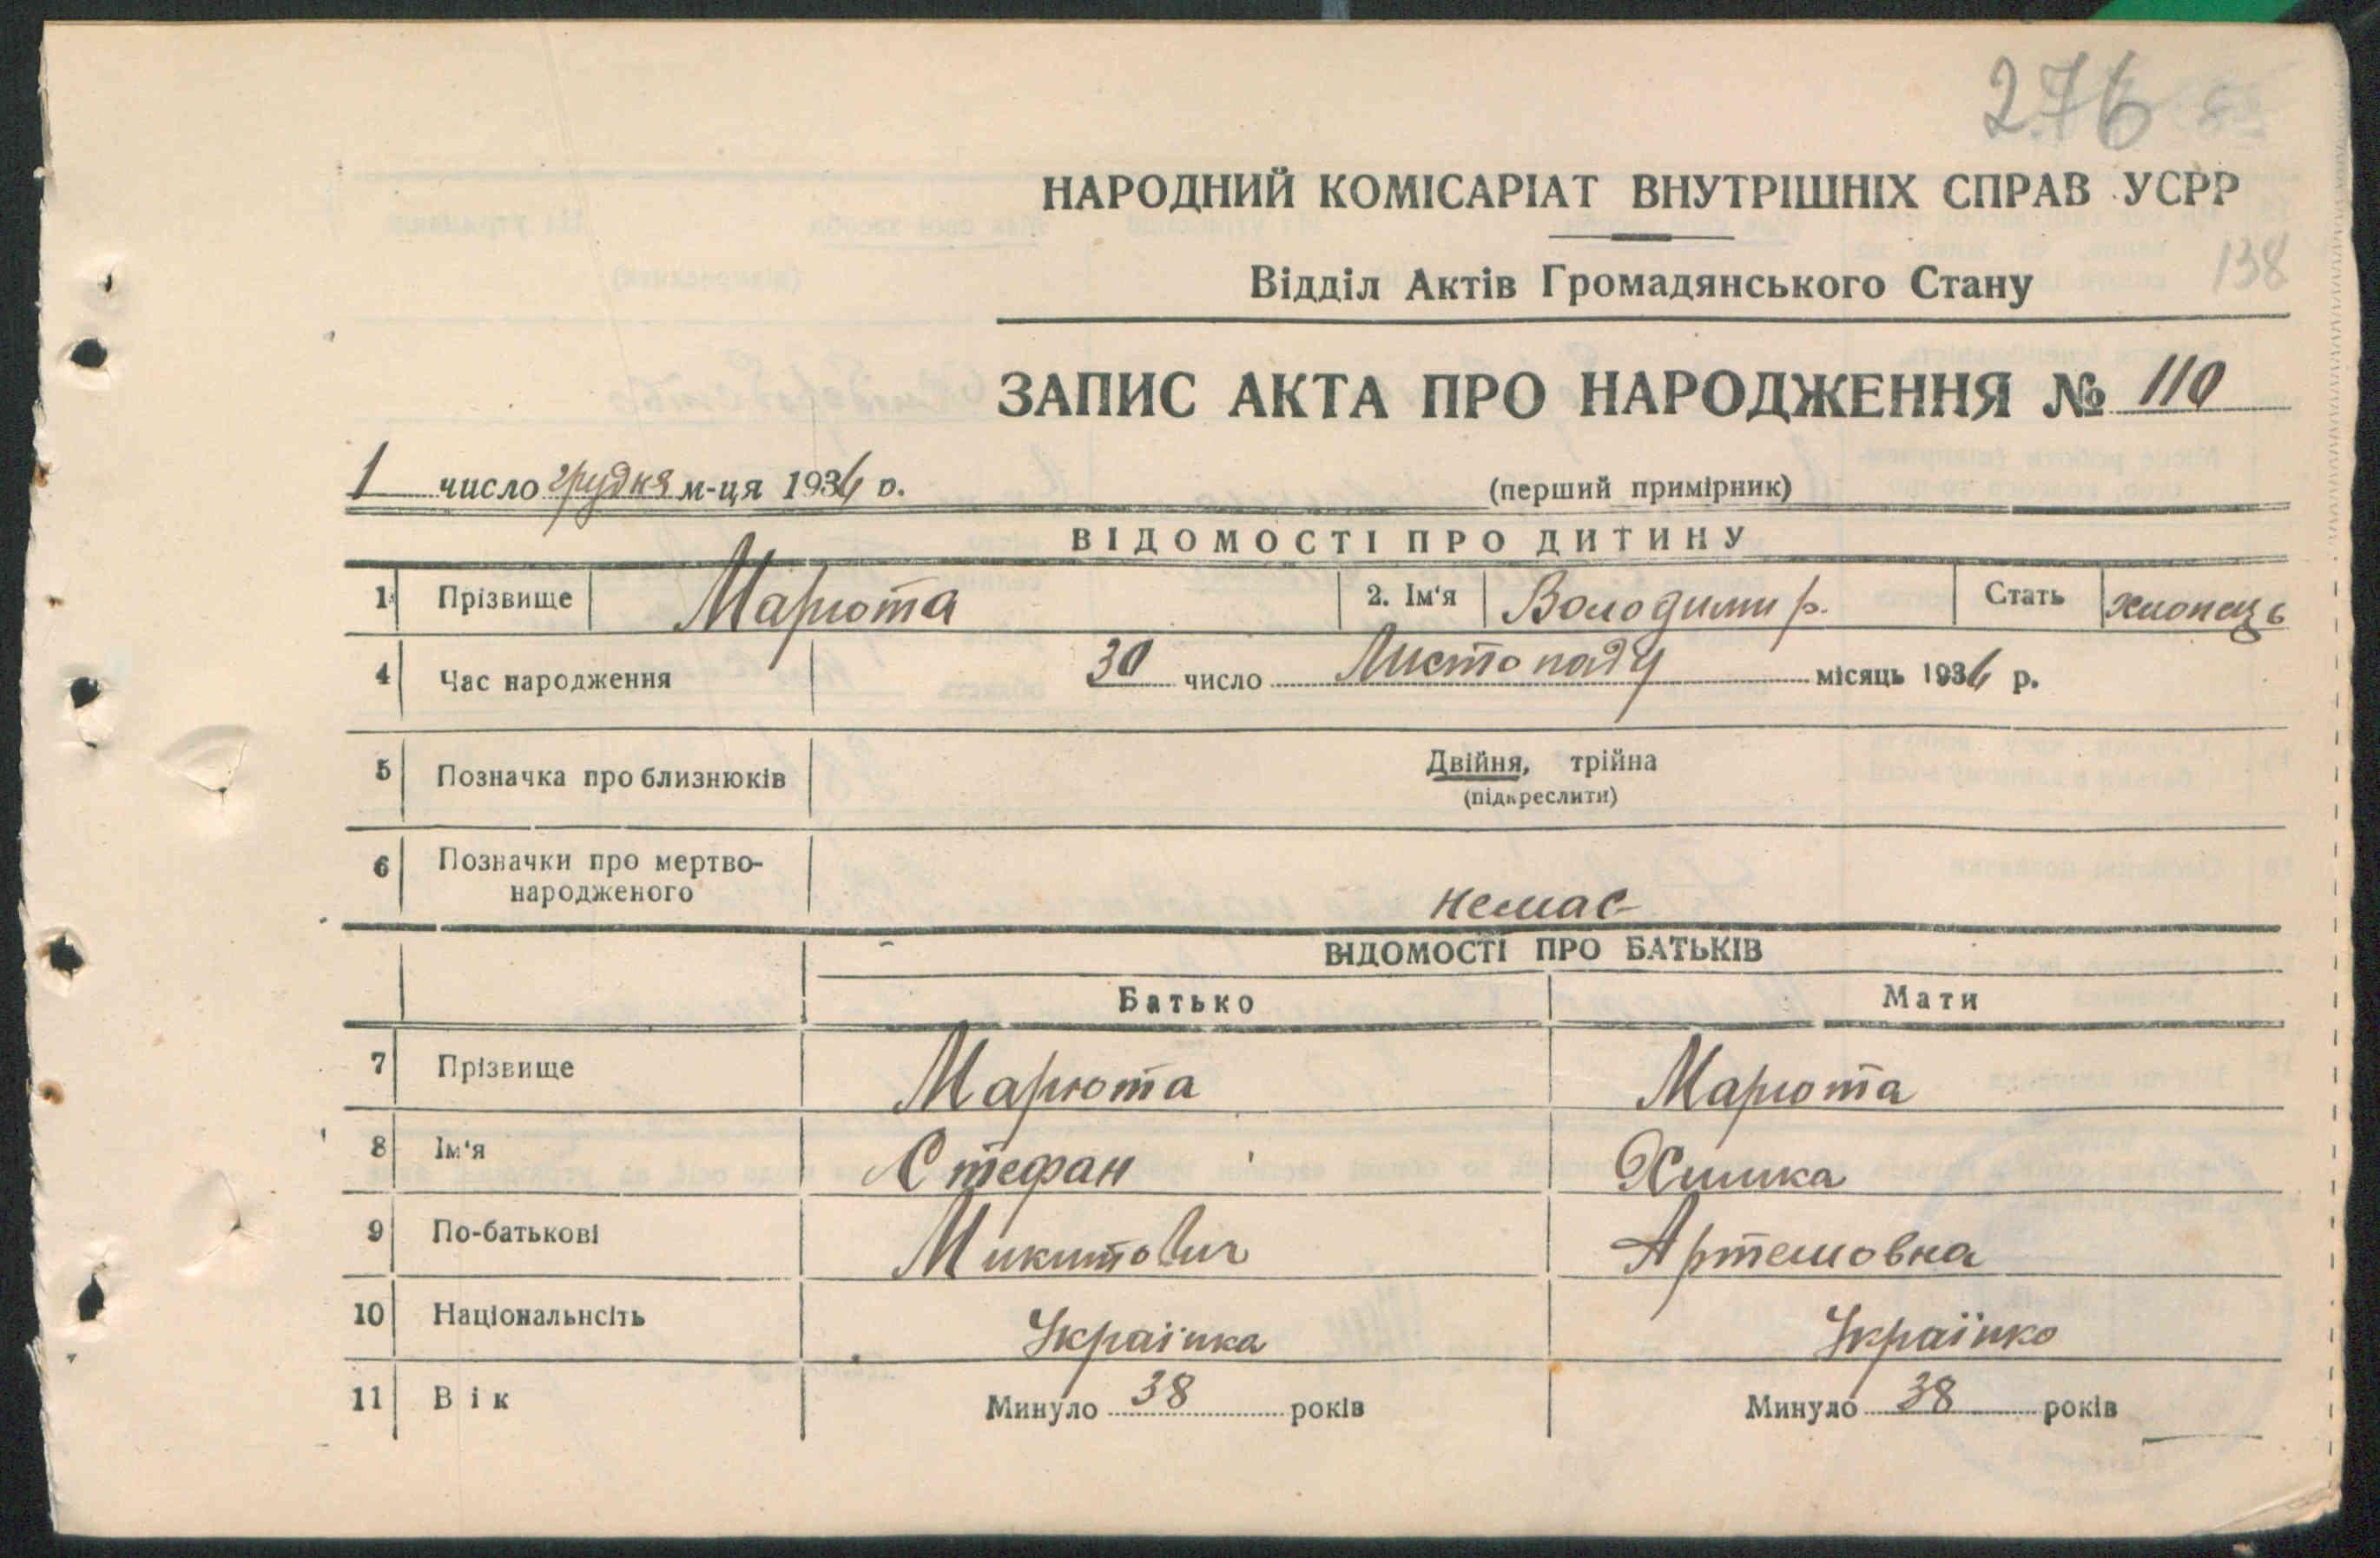 276
НАРОДНИЙ КОМІСАРІАТ ВНУТРІШНІХ СПРАВ УСРР
138
Відділ Актів Громадянського Стану
ЗАПИС АКТА ПРО НАРОДЖЕННЯ № 110
1 число грудня м-ця 1936 р. (перший примірник)
ВІДОМОСТІ ПРО ДИТИНУ
1 Прізвище Марюта 2. Ім'я Володимир. Стать хлопець
4 Час народження 30 число Листопаду місяць 1936 р.
5 Позначка про близнюків Двійня, трійна
(підкреслити)
6 Позначки про мертво-
народженого немає
ВІДОМОСТІ ПРО БАТЬКІВ
Батько Мати
7 Прізвище Марюта Марюта
8 Ім'я Стефан Химка
9 По-батькові Микитович Артемовна
10 Національнсіть Українка Українко
11 Вік Минуло 38 років Минуло 38 років